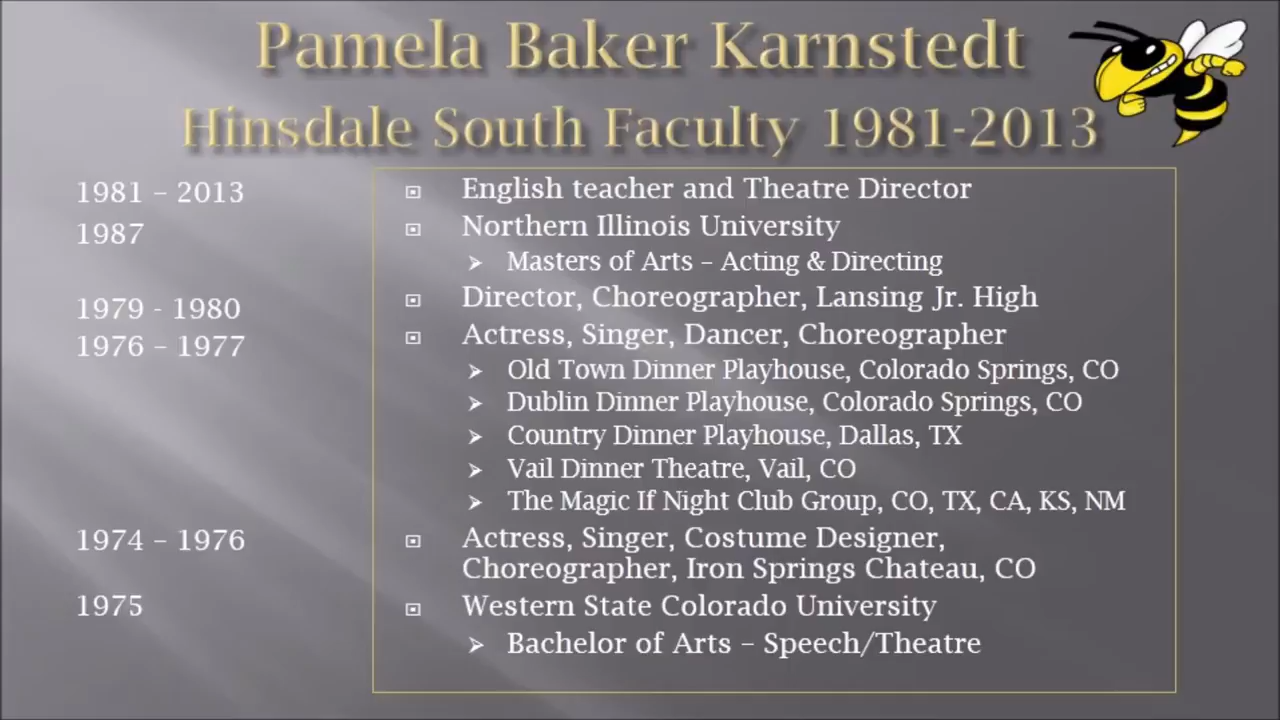 Pamela Baker Karnstedt
Hinsdale South Faculty 1981-2013
1981 – 2013 English teacher and Theatre Director
1987 Northern Illinois University
Masters of Arts – Acting & Directing
1979 - 1980 Director, Choreographer, Lansing Jr. High
1976 – 1977 Actress, Singer, Dancer, Choreographer
Old Town Dinner Playhouse, Colorado Springs, CO
Dublin Dinner Playhouse, Colorado Springs, CO
Country Dinner Playhouse, Dallas, TX
Vail Dinner Theatre, Vail, CO
The Magic If Night Club Group, CO, TX, CA, KS, NM
1974 – 1976 Actress, Singer, Costume Designer,
Choreographer, Iron Springs Chateau, CO
1975 Western State Colorado University
Bachelor of Arts – Speech/Theatre